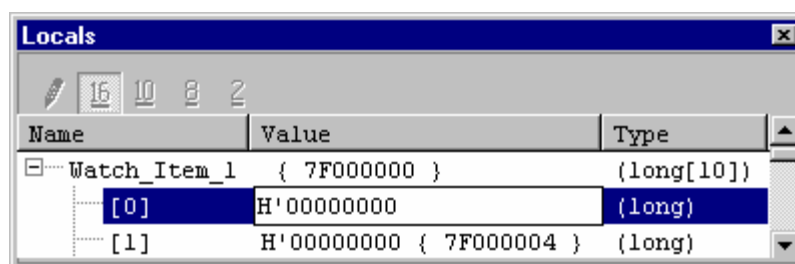 Locals
16 10 8 2
Name Value Type
Watch_Item_1 { 7F000000 } (long[10])
[0] H'00000000 (long)
[1] H'00000000 { 7F000004 } (long)